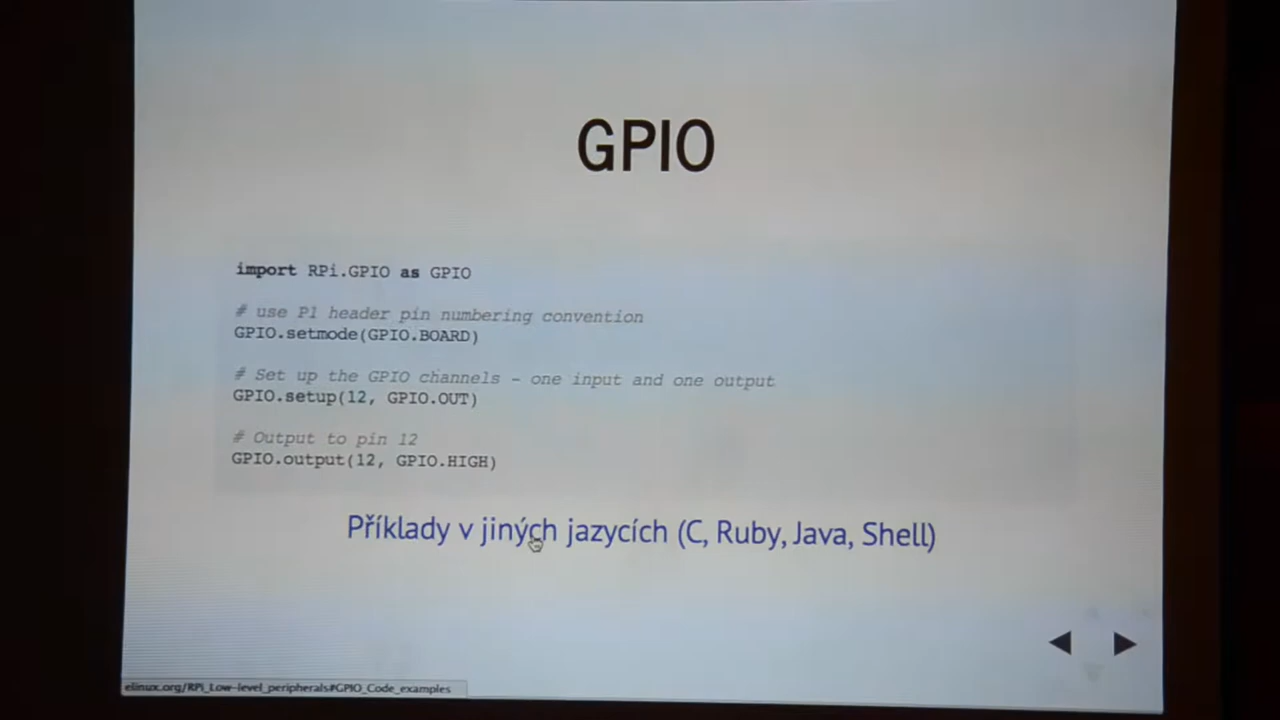 GPIO
import RPi.GPIO as GPIO
# use P1 header pin numbering convention
GPIO.setmode(GPIO.BOARD)
# Set up the GPIO channels - one input and one output
GPIO.setup(12, GPIO.OUT)
# Output to pin 12
GPIO.output(12, GPIO.HIGH)
Příklady v jiných jazycích (C, Ruby, Java, Shell)
elinux.org/RPi_Low-level_peripherals#GPIO_Code_examples